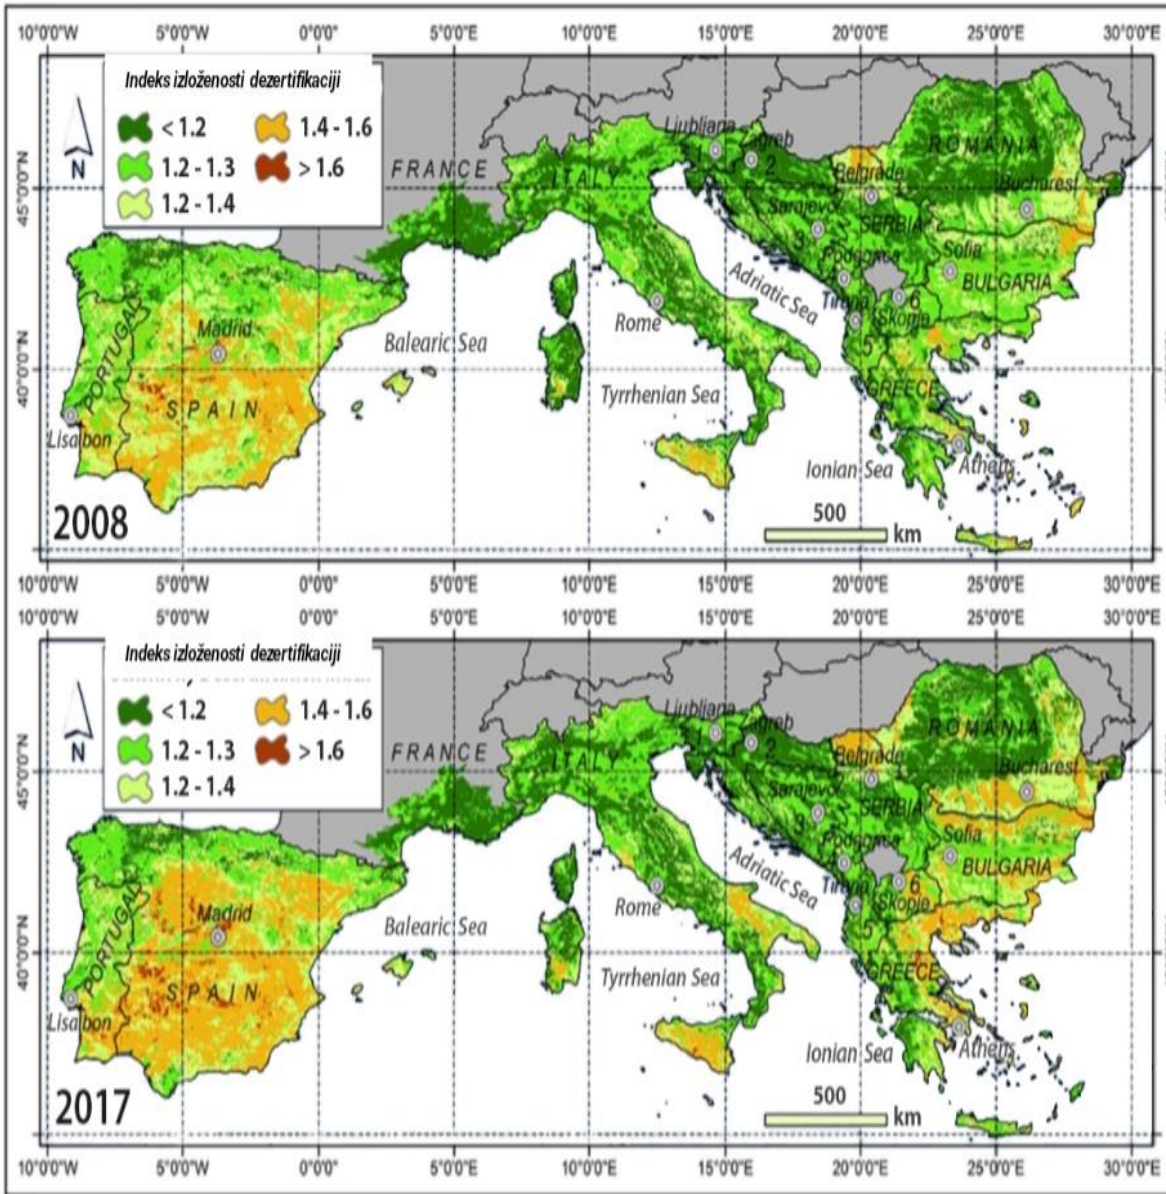 10°0'0"W 5°0'0"W 0°0'0" 5°0'0"E 10°0'0"E 15°0'0"E 20°0'0"E 25°0'0"E 30°0'0"E
Indeks izloženosti dezertifikaciji
< 1.2 1.4 - 1.6
1.2 - 1.3 > 1.6
1.2 - 1.4
N
45°0'0"N
40°0'0"N
FRANCE
ITALY
Ljubljana
2
ROMANIA
Belgrade
Bucharest
Sarajevo
SERBIA
3
Podgorica
Sofia
BULGARIA
Adriatic Sea
Tirana
6
Skopje
5
PORTUGAL
Madrid
SPAIN
Lisabon
Balearic Sea
Rome
Tyrrhenian Sea
GREECE
Ionian Sea
Athens
2008
500
km
10°0'0"W 5°0'0"W 0°0'0" 5°0'0"E 10°0'0"E 15°0'0"E 20°0'0"E 25°0'0"E 30°0'0"E
10°0'0"W 5°0'0"W 0°0'0" 5°0'0"E 10°0'0"E 15°0'0"E 20°0'0"E 25°0'0"E 30°0'0"E
Indeks izloženosti dezertifikaciji
< 1.2 1.4 - 1.6
1.2 - 1.3 > 1.6
1.2 - 1.4
N
45°0'0"N
40°0'0"N
FRANCE
ITALY
Ljubljana
2
ROMANIA
Belgrade
Bucharest
Sarajevo
SERBIA
3
Podgorica
Sofia
BULGARIA
Adriatic Sea
Tirana
6
Skopje
5
PORTUGAL
Madrid
SPAIN
Lisabon
Balearic Sea
Rome
Tyrrhenian Sea
GREECE
Ionian Sea
Athens
2017
500
km
10°0'0"W 5°0'0"W 0°0'0" 5°0'0"E 10°0'0"E 15°0'0"E 20°0'0"E 25°0'0"E 30°0'0"E